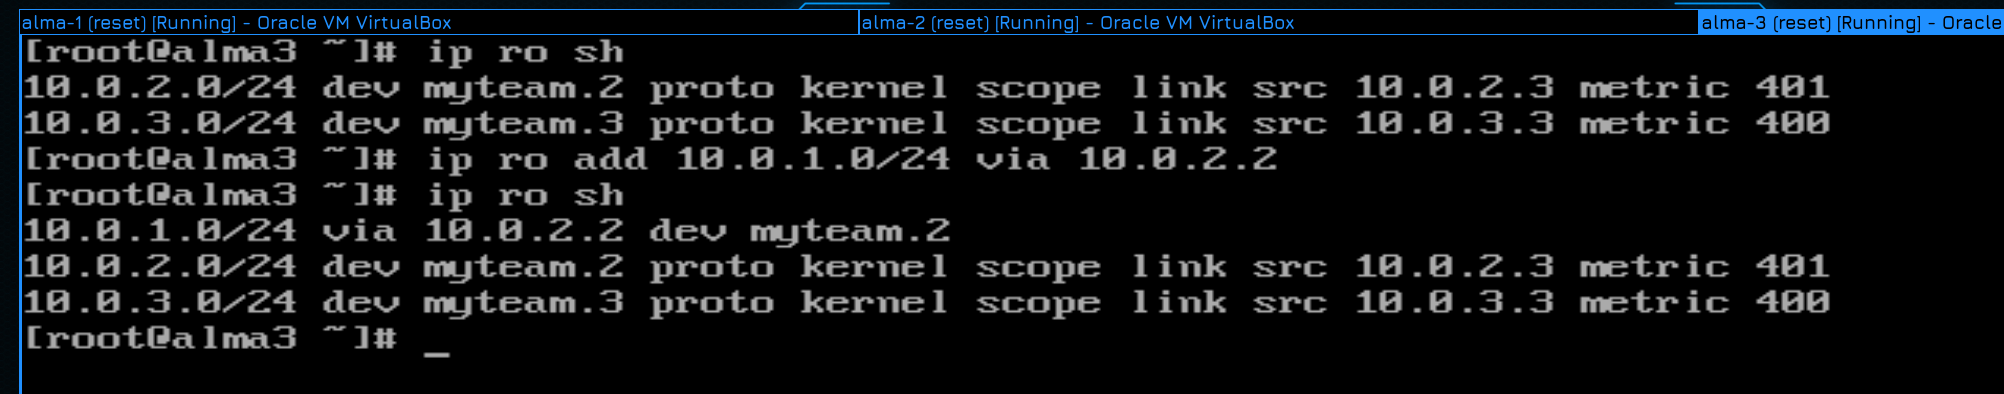 alma-1 (reset) [Running] - Oracle VM VirtualBox
alma-2 (reset) [Running] - Oracle VM VirtualBox
alma-3 (reset) [Running] - Oracle
[root@alma3 ~]# ip ro sh
10.0.2.0/24 dev myteam.2 proto kernel scope link src 10.0.2.3 metric 401
10.0.3.0/24 dev myteam.3 proto kernel scope link src 10.0.3.3 metric 400
[root@alma3 ~]# ip ro add 10.0.1.0/24 via 10.0.2.2
[root@alma3 ~]# ip ro sh
10.0.1.0/24 via 10.0.2.2 dev myteam.2
10.0.2.0/24 dev myteam.2 proto kernel scope link src 10.0.2.3 metric 401
10.0.3.0/24 dev myteam.3 proto kernel scope link src 10.0.3.3 metric 400
[root@alma3 ~]# _